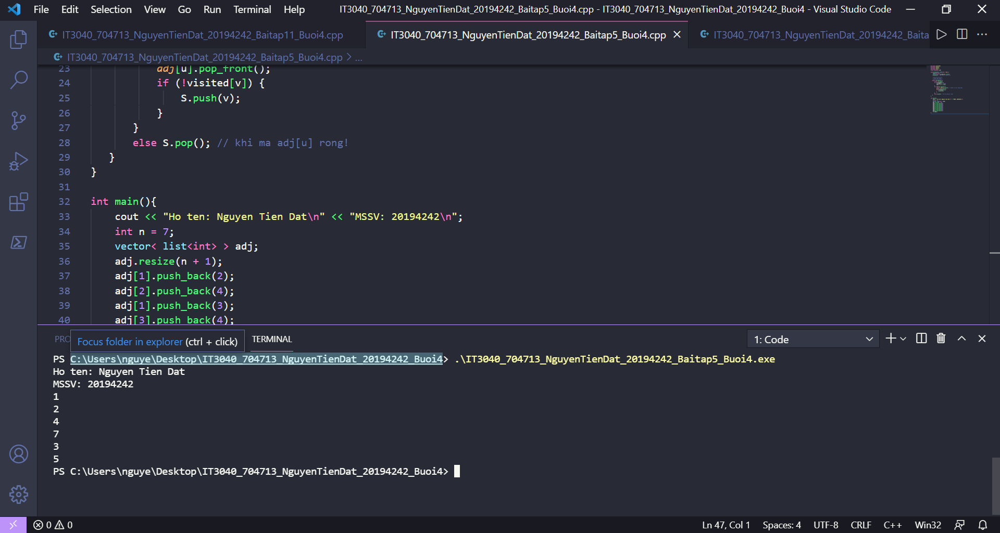 File Edit Selection View Go Run Terminal Help IT3040_704713_NguyenTienDat_20194242_Baitap5_Buoi4.cpp - IT3040_704713_NguyenTienDat_20194242_Buoi4 - Visual Studio Code
IT3040_704713_NguyenTienDat_20194242_Baitap11_Buoi4.cpp IT3040_704713_NguyenTienDat_20194242_Baitap5_Buoi4.cpp IT3040_704713_NguyenTienDat_20194242_Baita
IT3040_704713_NguyenTienDat_20194242_Baitap5_Buoi4.cpp > ...
23 adj[u].pop_front();
24 if (!visited[v]) {
25 S.push(v);
26 }
27 }
28 else S.pop(); // khi ma adj[u] rong!
29 }
30 }
31
32 int main(){
33 cout << "Ho ten: Nguyen Tien Dat\n" << "MSSV: 20194242\n";
34 int n = 7;
35 vector< list<int> > adj;
36 adj.resize(n + 1);
37 adj[1].push_back(2);
38 adj[2].push_back(4);
39 adj[1].push_back(3);
40 adj[3].push_back(4);
PRO Focus folder in explorer (ctrl + click) TERMINAL 1: Code
PS C:\Users\nguye\Desktop\IT3040_704713_NguyenTienDat_20194242_Buoi4> .\IT3040_704713_NguyenTienDat_20194242_Baitap5_Buoi4.exe
Ho ten: Nguyen Tien Dat
MSSV: 20194242
1
2
4
7
3
5
PS C:\Users\nguye\Desktop\IT3040_704713_NguyenTienDat_20194242_Buoi4>
0 0 Ln 47, Col 1 Spaces: 4 UTF-8 CRLF C++ Win32